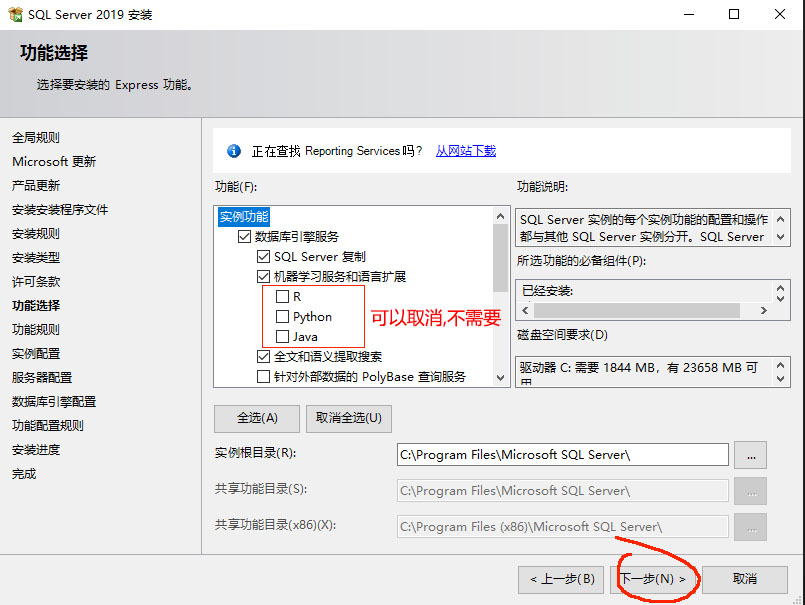 SQL Server 2019 安装
功能选择
选择要安装的 Express 功能。
全局规则
Microsoft 更新
产品更新
安装安装程序文件
安装规则
安装类型
许可条款
功能选择
功能规则
实例配置
服务器配置
数据库引擎配置
功能配置规则
安装进度
完成
正在查找 Reporting Services 吗? 从网站下载
功能(F):
实例功能
数据库引擎服务
SQL Server 复制
机器学习服务和语言扩展
R
Python
Java
可以取消,不需要
全文和语义提取搜索
针对外部数据的 PolyBase 查询服务
功能说明:
SQL Server 实例的每个实例功能的配置和操作
都与其他 SQL Server 实例分开。SQL Server
所选功能的必备组件(P):
已经安装:
磁盘空间要求(D)
驱动器 C: 需要 1844 MB，有 23658 MB 可
用
全选(A) 取消全选(U)
实例根目录(R): C:\Program Files\Microsoft SQL Server\ ...
共享功能目录(S): C:\Program Files\Microsoft SQL Server\ ...
共享功能目录(x86)(X): C:\Program Files (x86)\Microsoft SQL Server\ ...
< 上一步(B) 下一步(N) > 取消